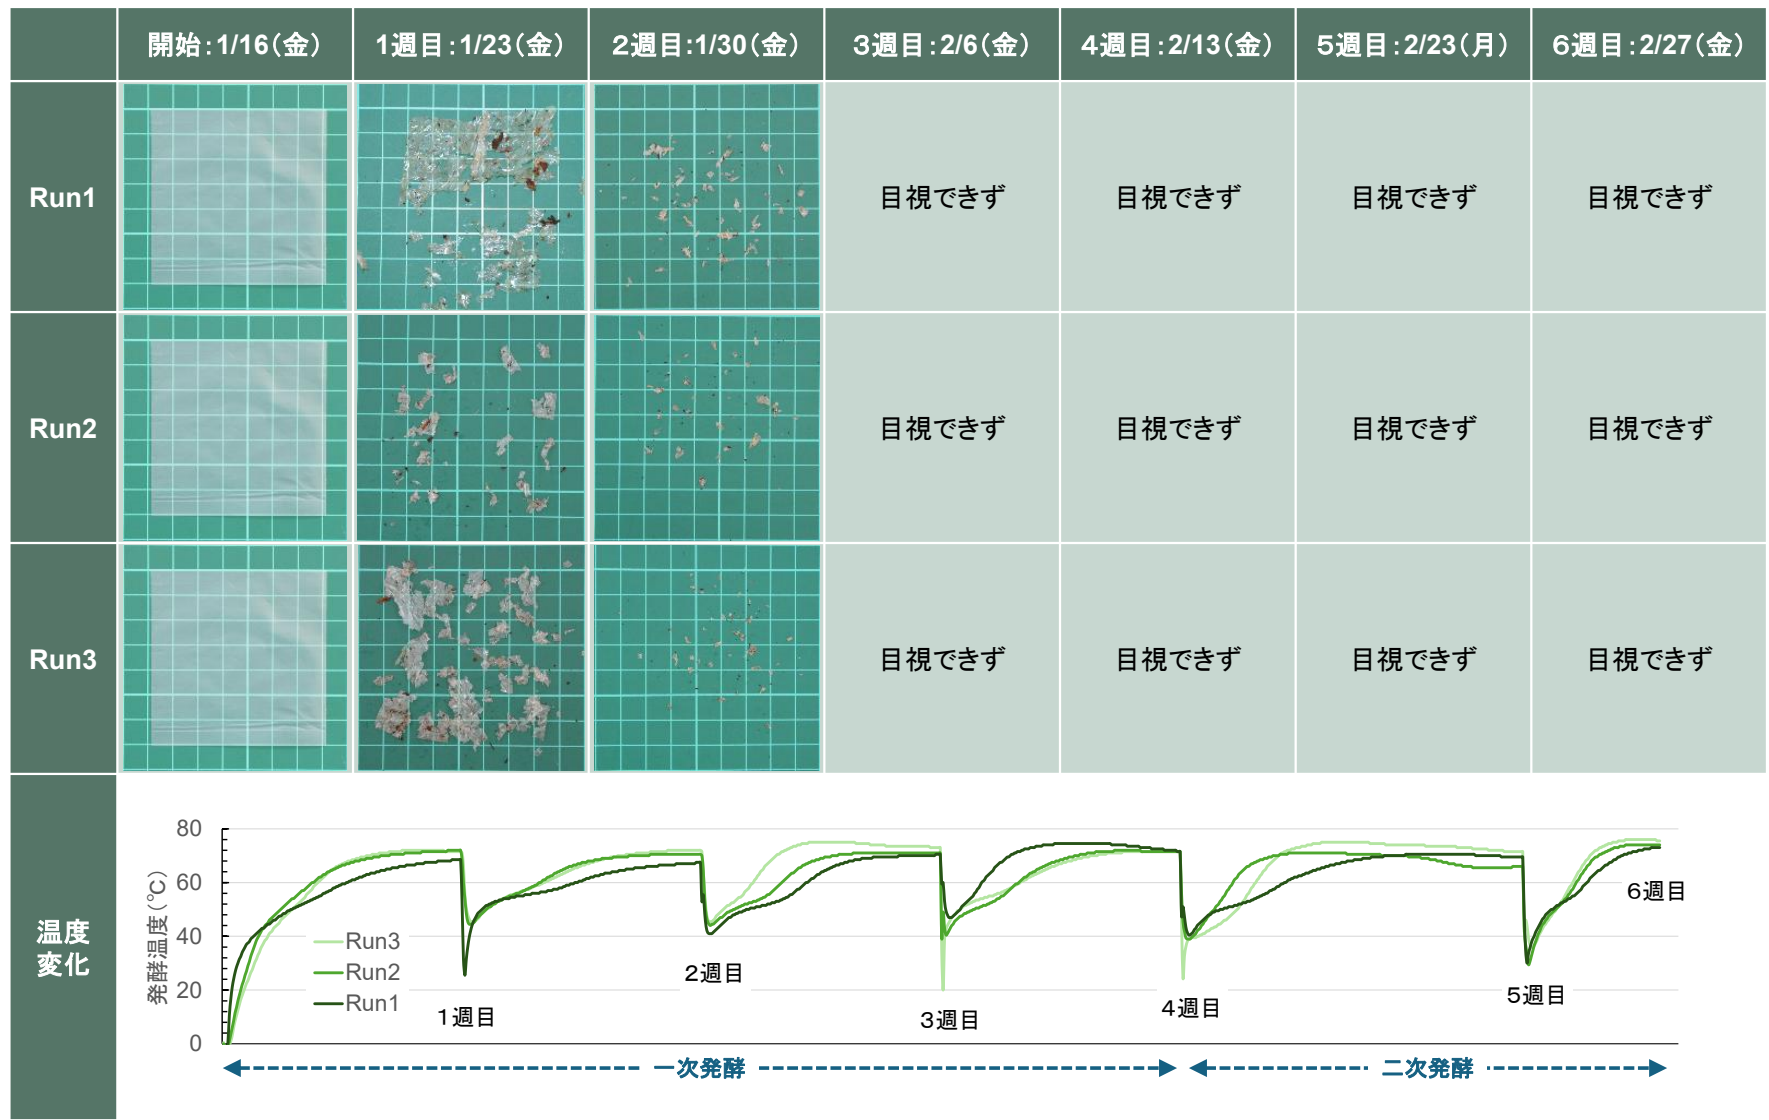 開始：1/16（金）
1週目：1/23（金）
２週目：1/30（金）
３週目：2/6（金）
４週目：2/13（金）
５週目：2/23（月）
６週目：2/27（金）
Run1
目視できず
目視できず
目視できず
目視できず
Run2
目視できず
目視できず
目視できず
目視できず
Run3
目視できず
目視できず
目視できず
目視できず
温度
変化
発酵温度（℃）
80
60
40
20
0
Run3
Run2
Run1
１週目
２週目
３週目
４週目
５週目
６週目
一次発酵
二次発酵